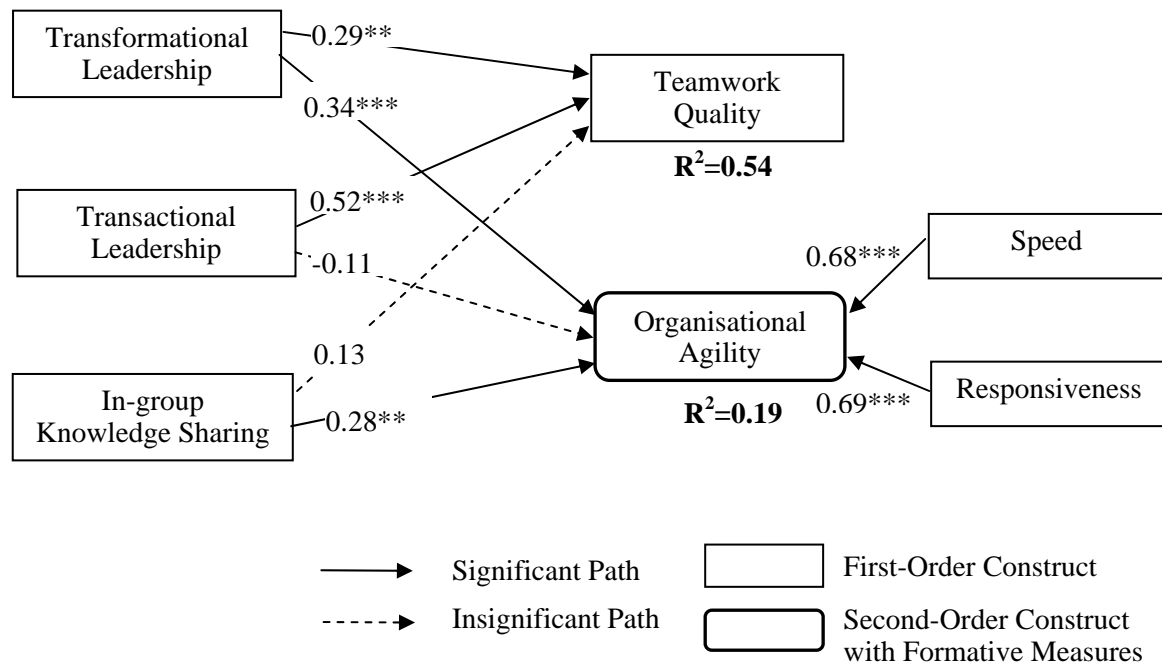 Transformational
Leadership
0.29**
0.34***
Teamwork
Quality
R²=0.54
Transactional
Leadership
0.52***
-0.11
Speed
0.68***
Organisational
Agility
R²=0.19
Responsiveness
0.69***
In-group
Knowledge Sharing
0.13
0.28**
Significant Path
Insignificant Path
First-Order Construct
Second-Order Construct
with Formative Measures